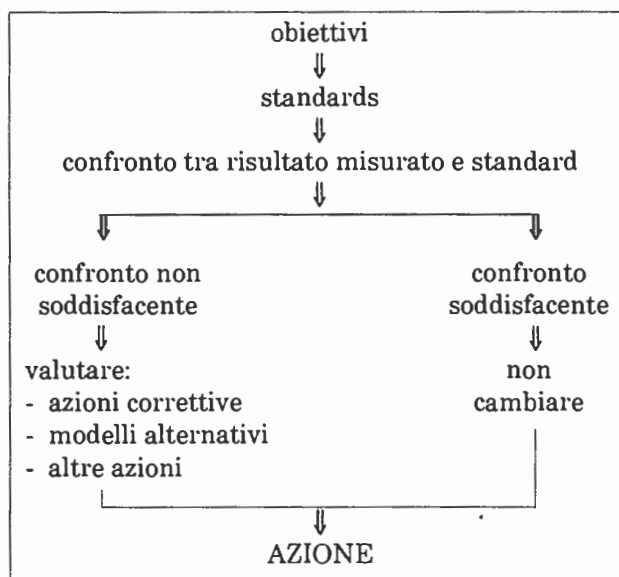 obiettivi
⇓
standards
⇓
confronto tra risultato misurato e standard
⇓
⇓ ⇓
confronto non
soddisfacente
⇓
valutare:
- azioni correttive
- modelli alternativi
- altre azioni
confronto
soddisfacente
⇓
non
cambiare
⇓
AZIONE